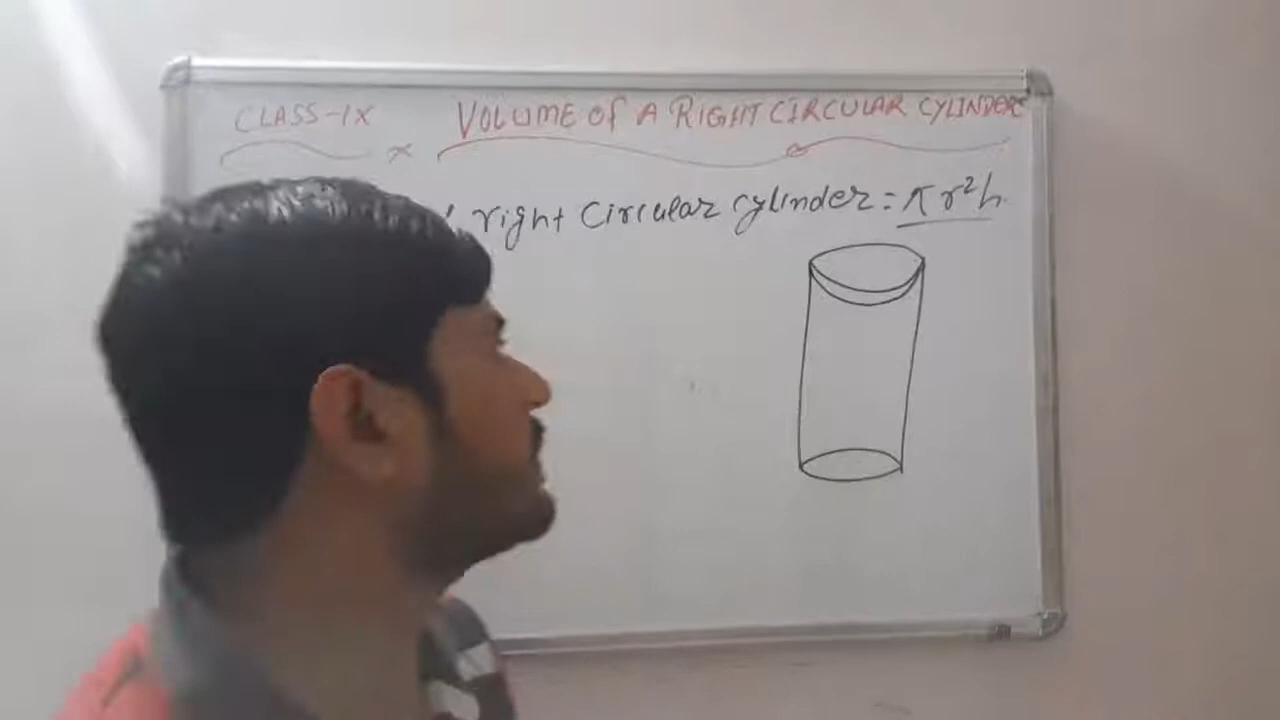 CLASS-IX VOLUME OF A RIGHT CIRCULAR CYLINDER
right Circular cylinder = πr²h